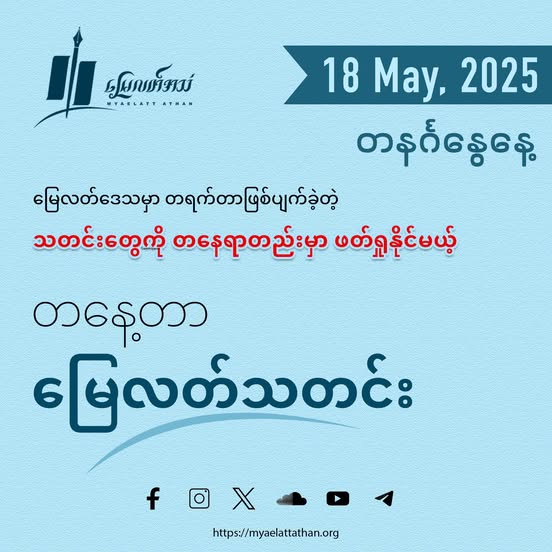 မြေလတ်အသံ
MYAELATT ATHAN
18 May, 2025
တနင်္ဂနွေနေ့
မြေလတ်ဒေသမှာ တရက်တာဖြစ်ပျက်ခဲ့တဲ့
သတင်းတွေကို တနေရာတည်းမှာ ဖတ်ရှုနိုင်မယ့်
တနေ့တာ
မြေလတ်သတင်း
https://myaelattathan.org